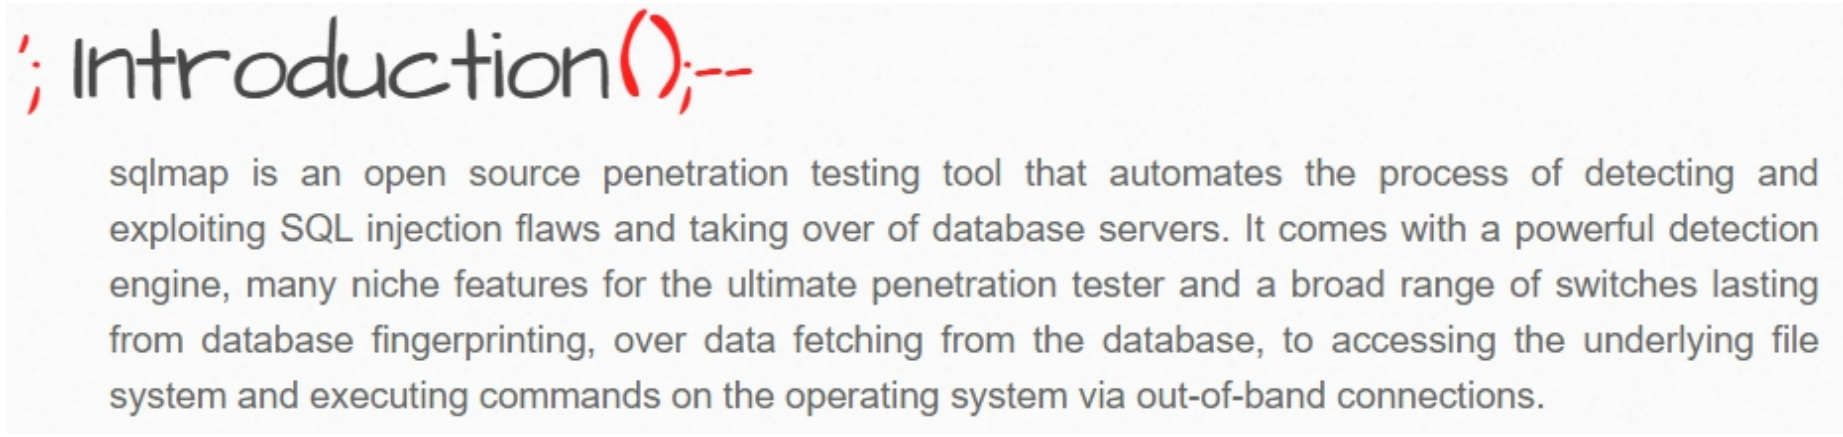 '; Introduction();--
sqlmap is an open source penetration testing tool that automates the process of detecting and
exploiting SQL injection flaws and taking over of database servers. It comes with a powerful detection
engine, many niche features for the ultimate penetration tester and a broad range of switches lasting
from database fingerprinting, over data fetching from the database, to accessing the underlying file
system and executing commands on the operating system via out-of-band connections.